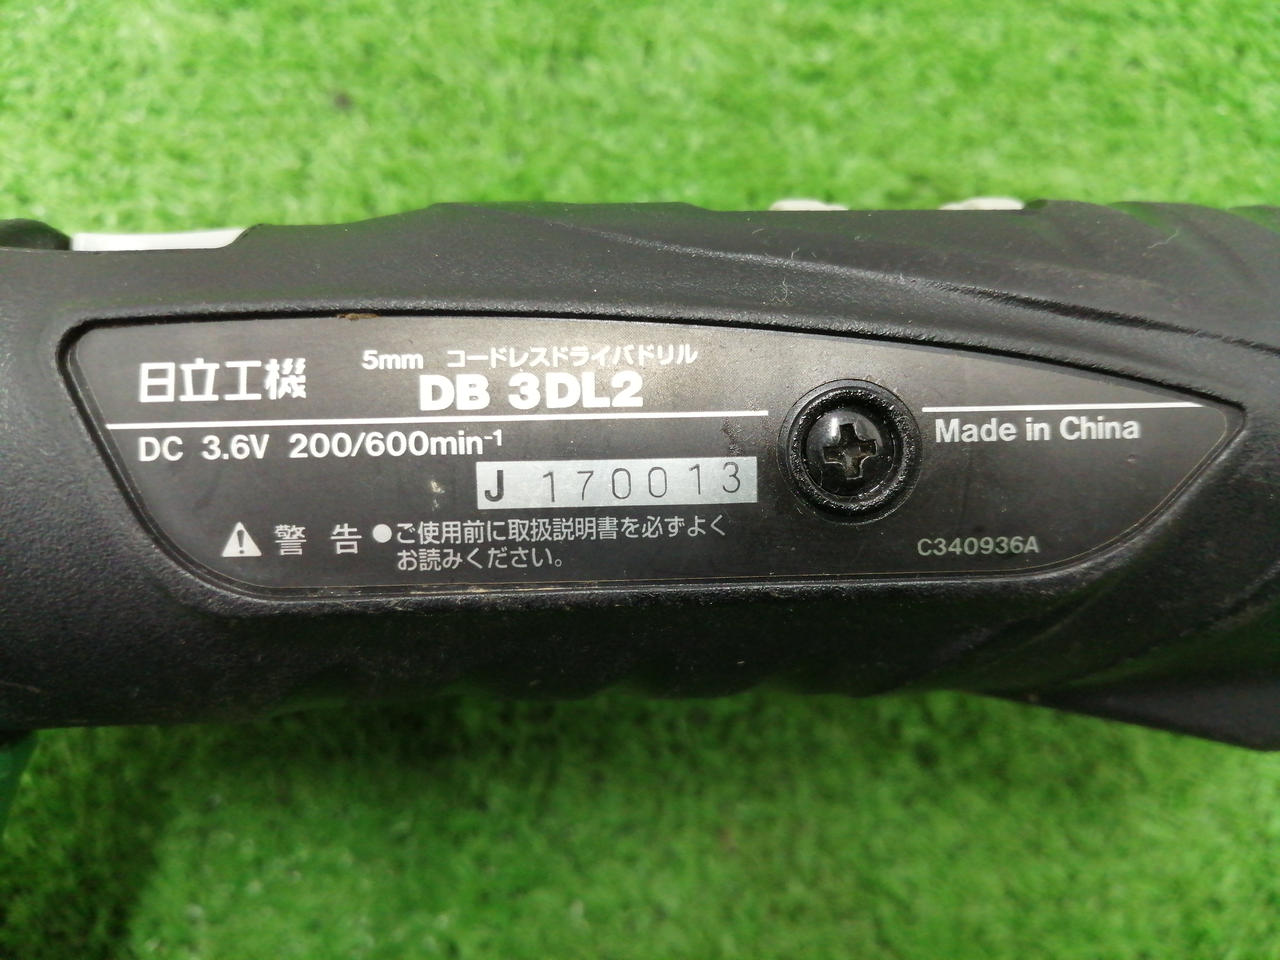 日立工機
5mm コードレスドライバドリル
DB 3DL2
DC 3.6V 200/600min⁻¹
Made in China
J 170013
警 告 ●ご使用前に取扱説明書を必ずよく
お読みください。
C340936A